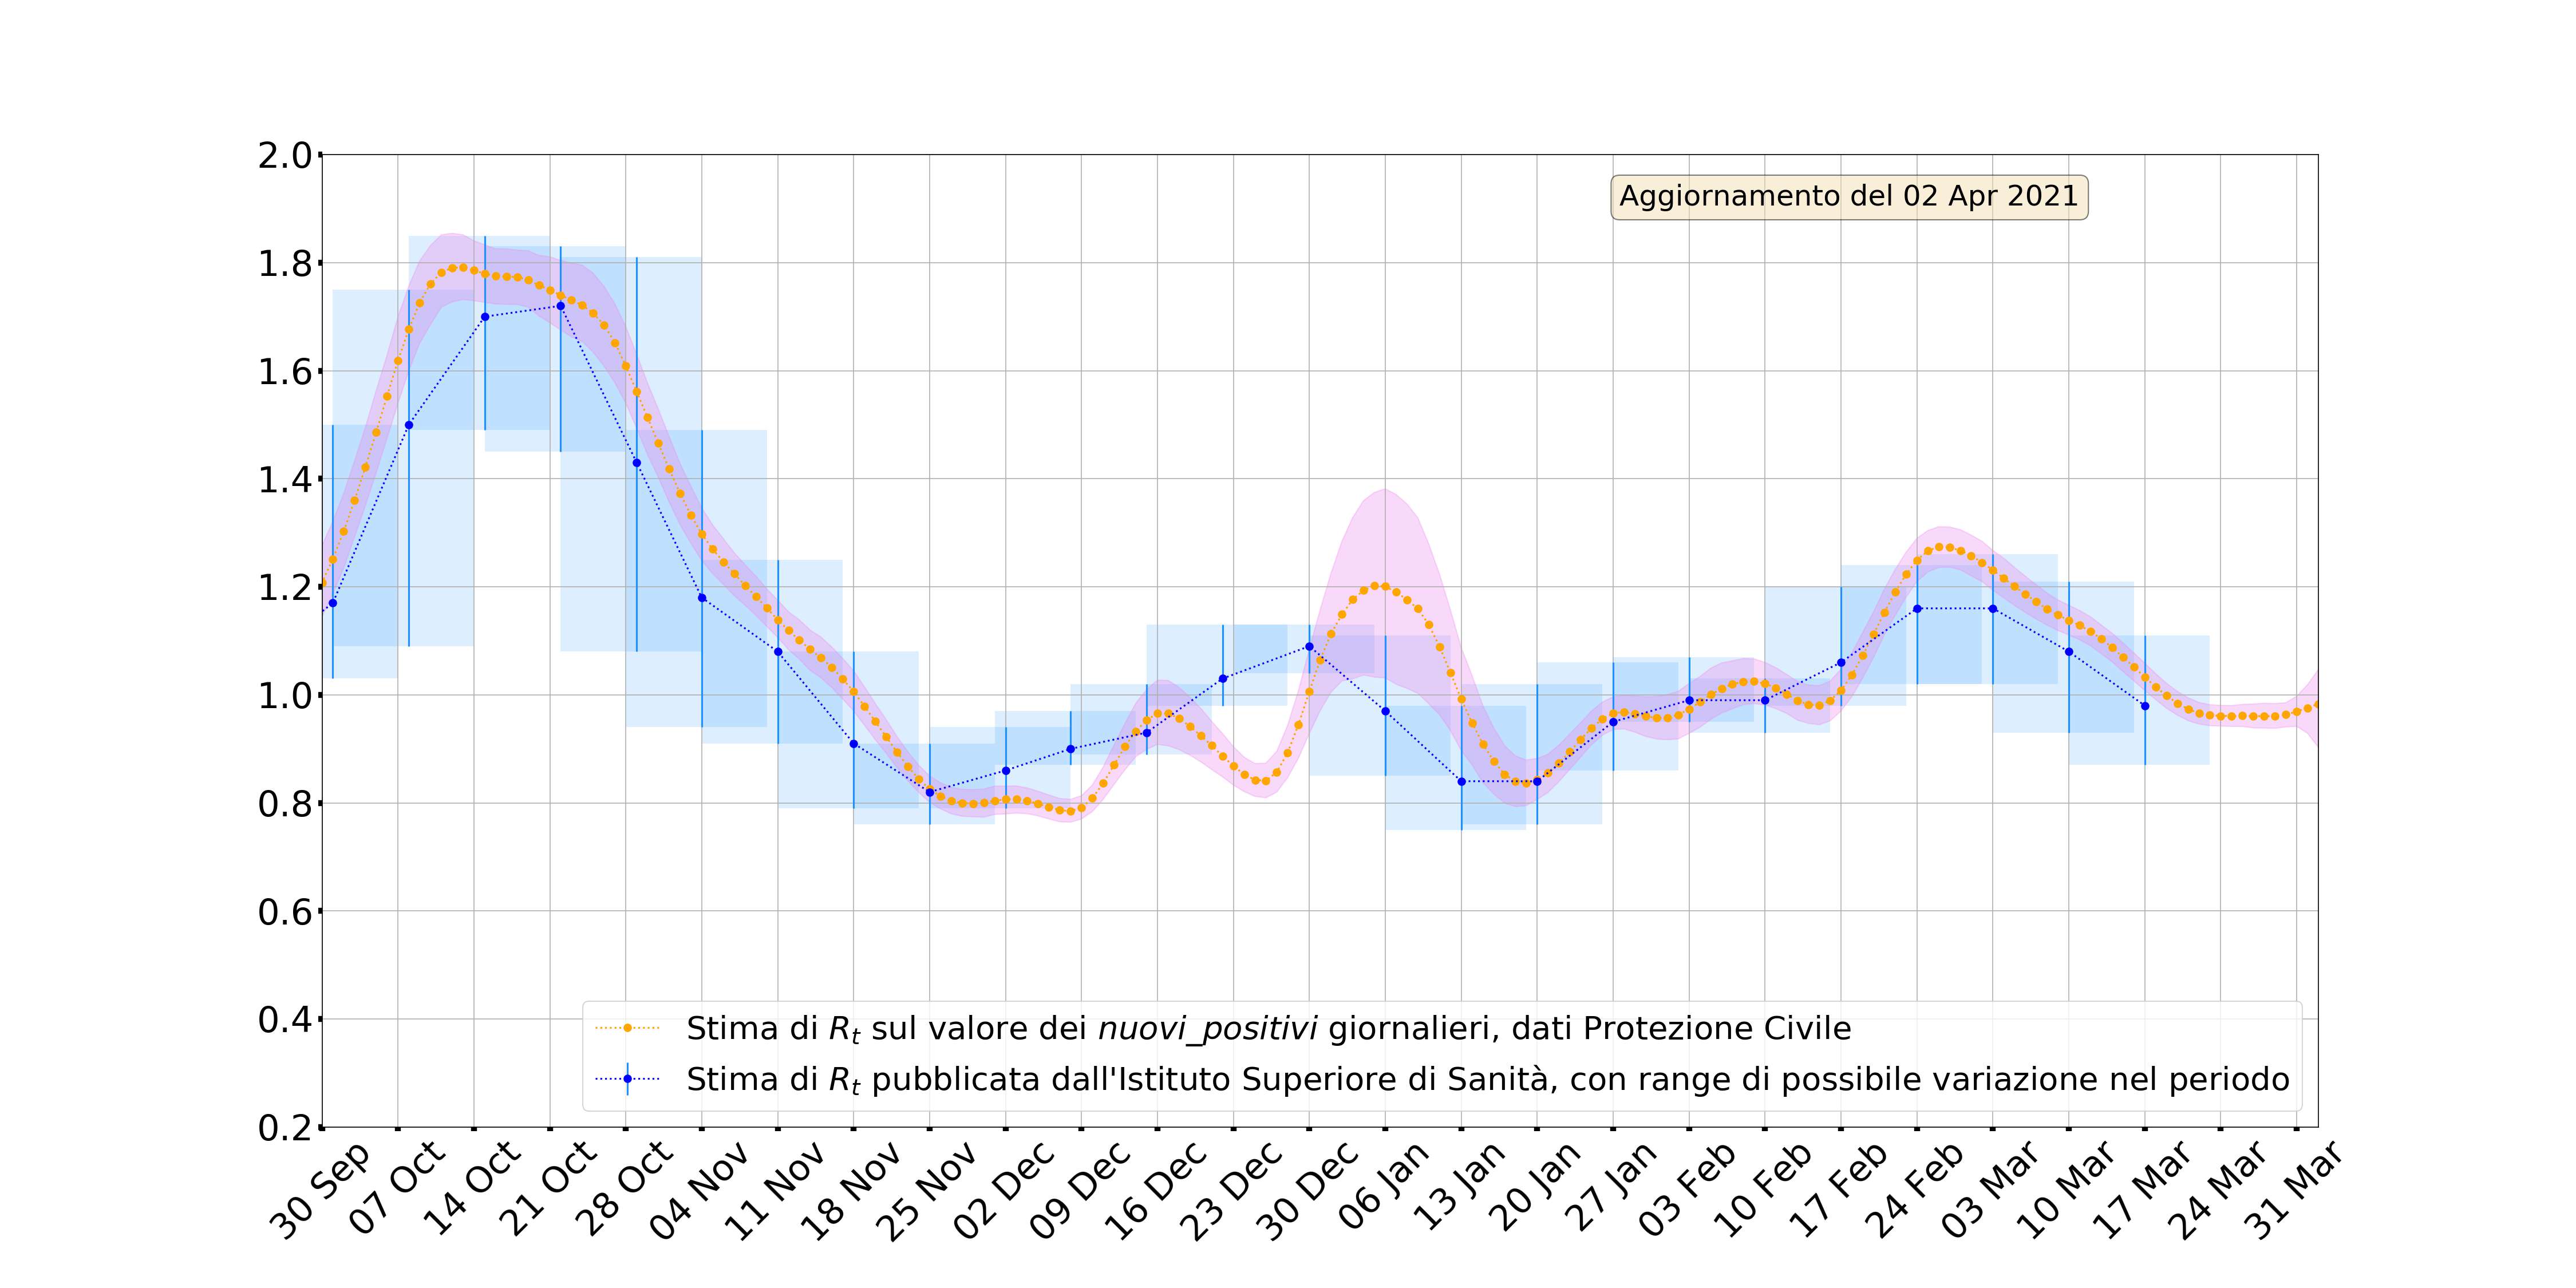 Aggiornamento del 02 Apr 2021
2.0
1.8
1.6
1.4
1.2
1.0
0.8
0.6
0.4
0.2
Stima di Rt sul valore dei nuovi_positivi giornalieri, dati Protezione Civile
Stima di Rt pubblicata dall'Istituto Superiore di Sanità, con range di possibile variazione nel periodo
30 Sep
07 Oct
14 Oct
21 Oct
28 Oct
04 Nov
11 Nov
18 Nov
25 Nov
02 Dec
09 Dec
16 Dec
23 Dec
30 Dec
06 Jan
13 Jan
20 Jan
27 Jan
03 Feb
10 Feb
17 Feb
24 Feb
03 Mar
10 Mar
17 Mar
24 Mar
31 Mar